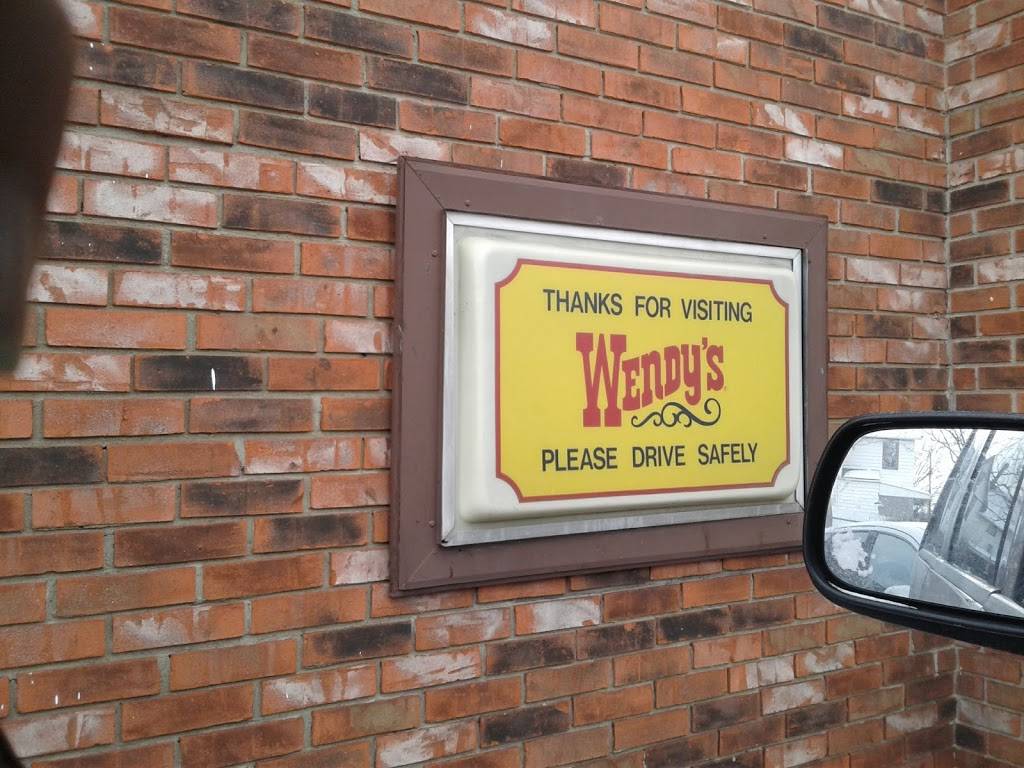 THANKS FOR VISITING
WENDY'S
PLEASE DRIVE SAFELY